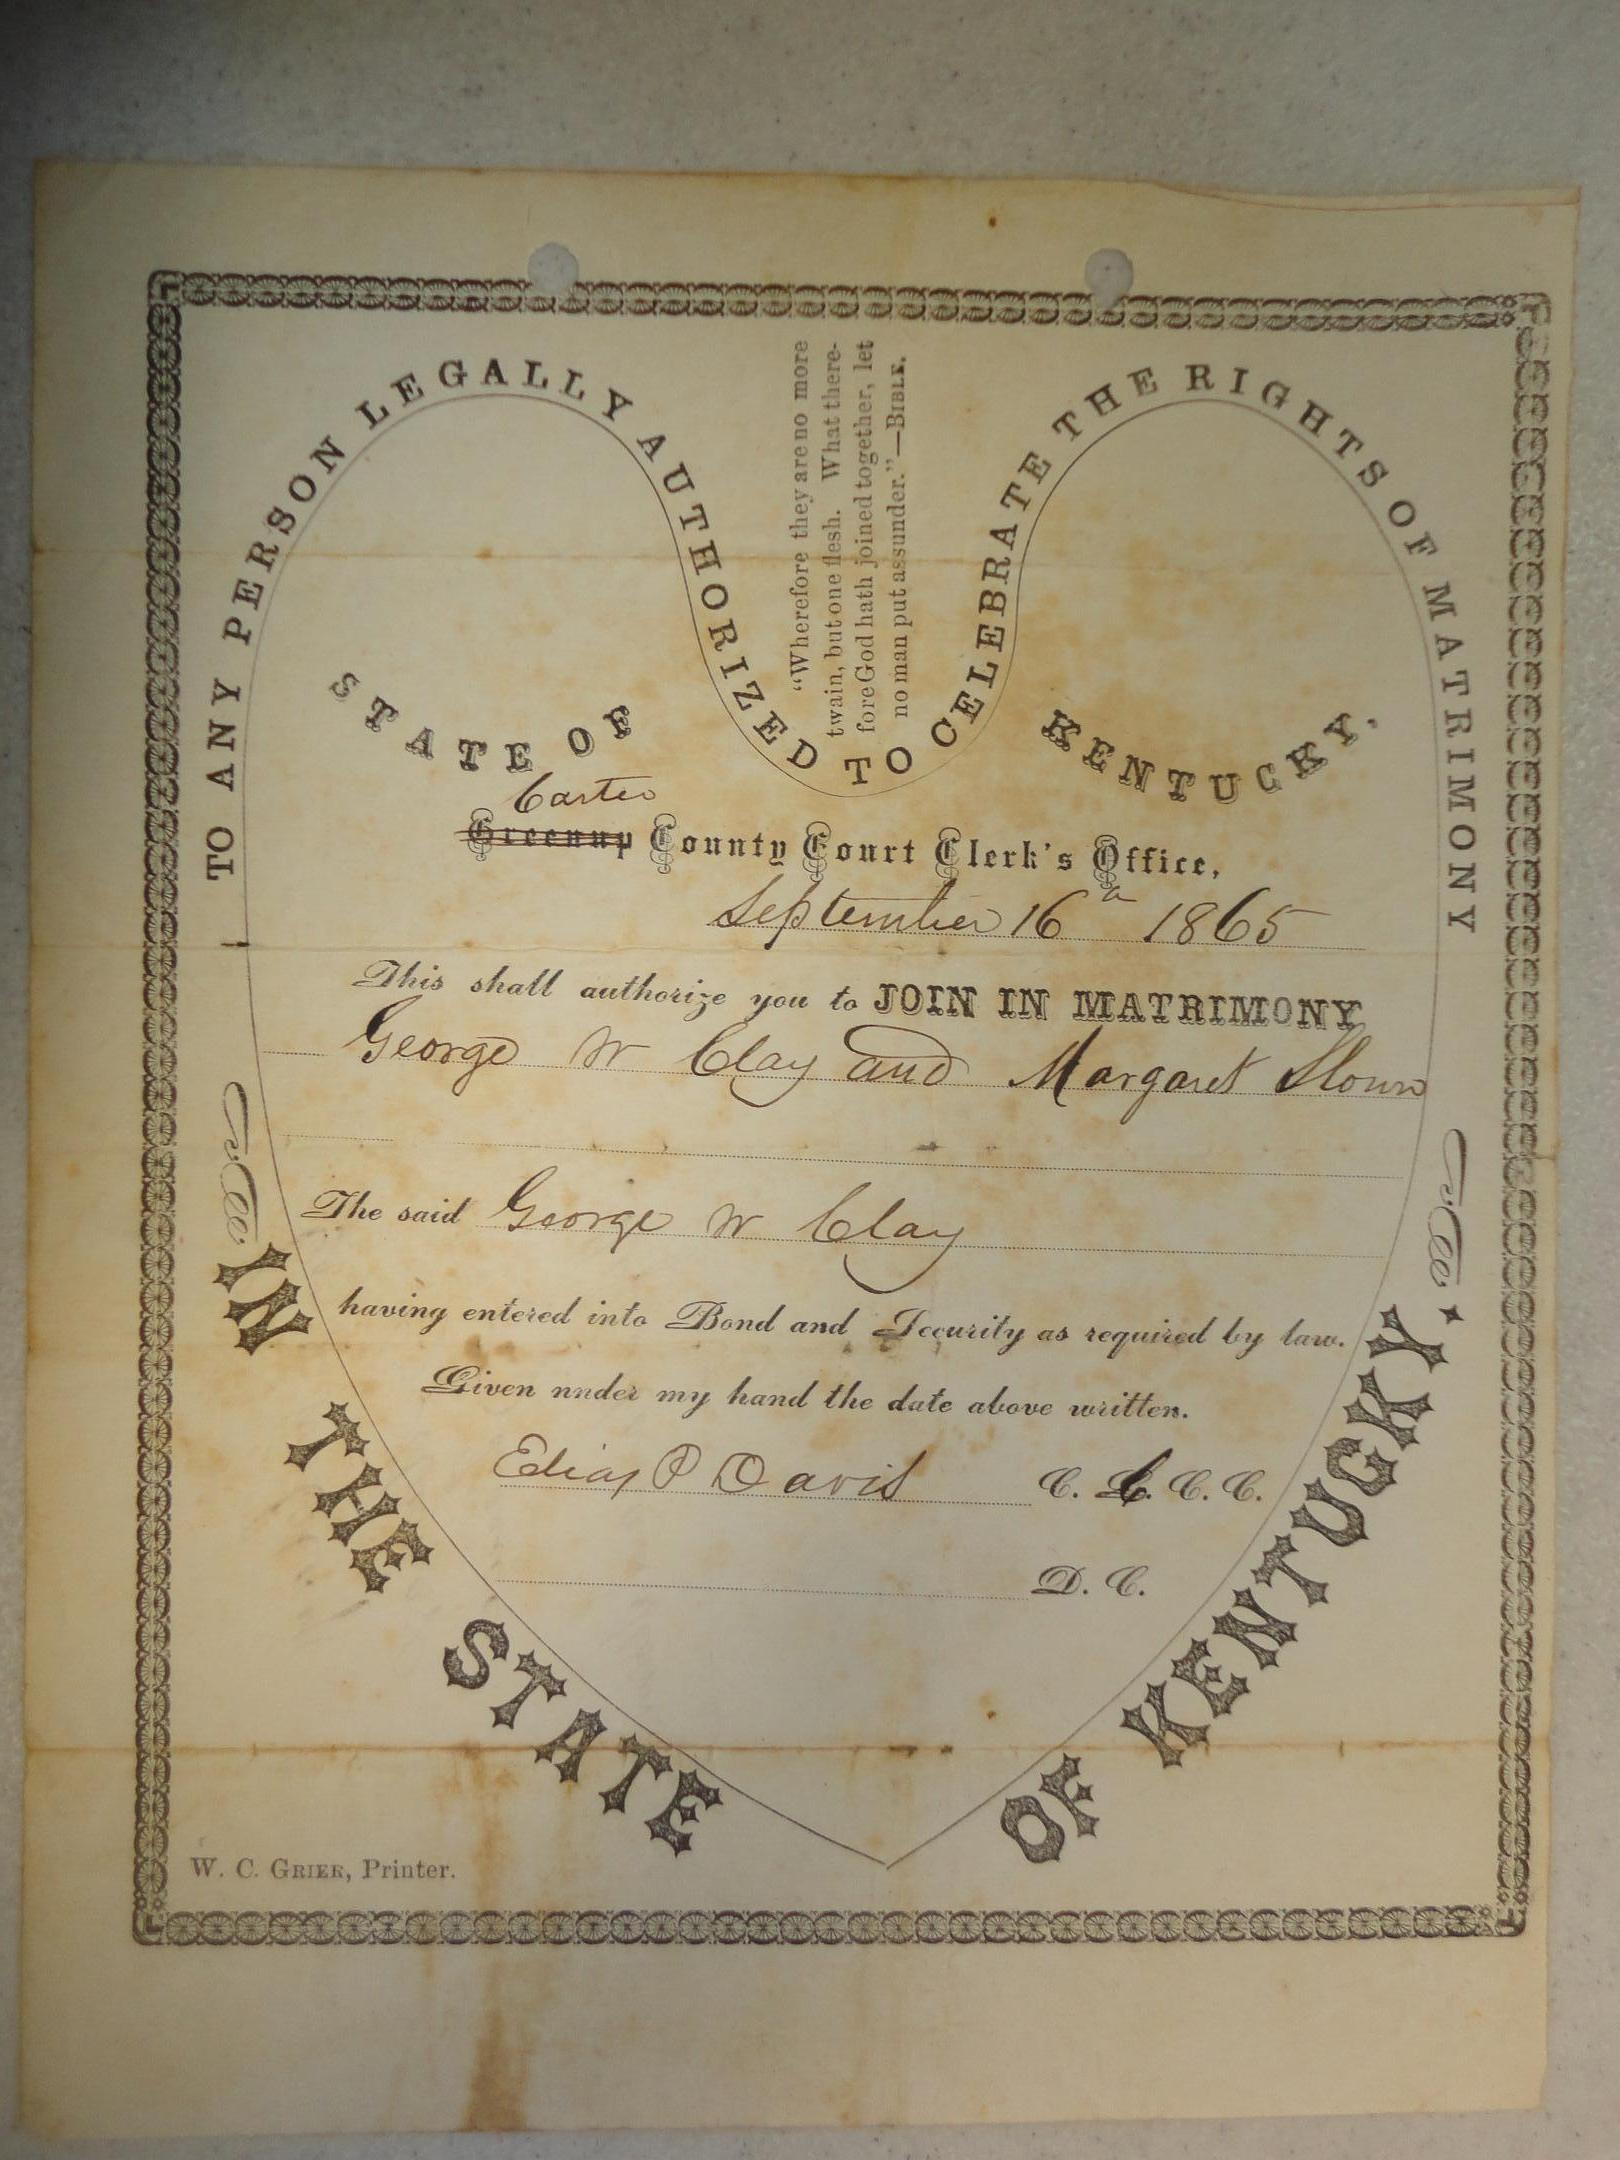 TO ANY PERSON LEGALLY AUTHORIZED TO CELEBRATE THE RIGHTS OF MATRIMONY
"Wherefore they are no more
twain, but one flesh. What there-
fore God hath joined together, let
no man put assunder."—BIBLE.
STATE OF KENTUCKY,
Carter
Greenup County Court Clerk's Office,
September 16 1865
This shall authorize you to JOIN IN MATRIMONY
George W Clay and Margaret
The said George W Clay
having entered into Bond and Security as required by law.
Given nnder my hand the date above written.
Elias P Davis C. C. C. C.
D. C.
IN THE STATE OF KENTUCKY.
W. C. GRIER, Printer.